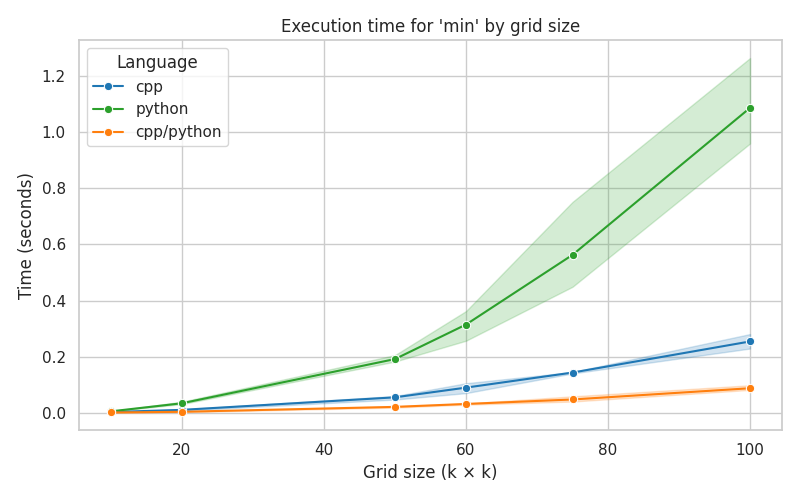 Execution time for 'min' by grid size
Language
cpp
python
cpp/python
1.2
1.0
0.8
0.6
0.4
0.2
0.0
Time (seconds)
20
40
60
80
100
Grid size (k × k)